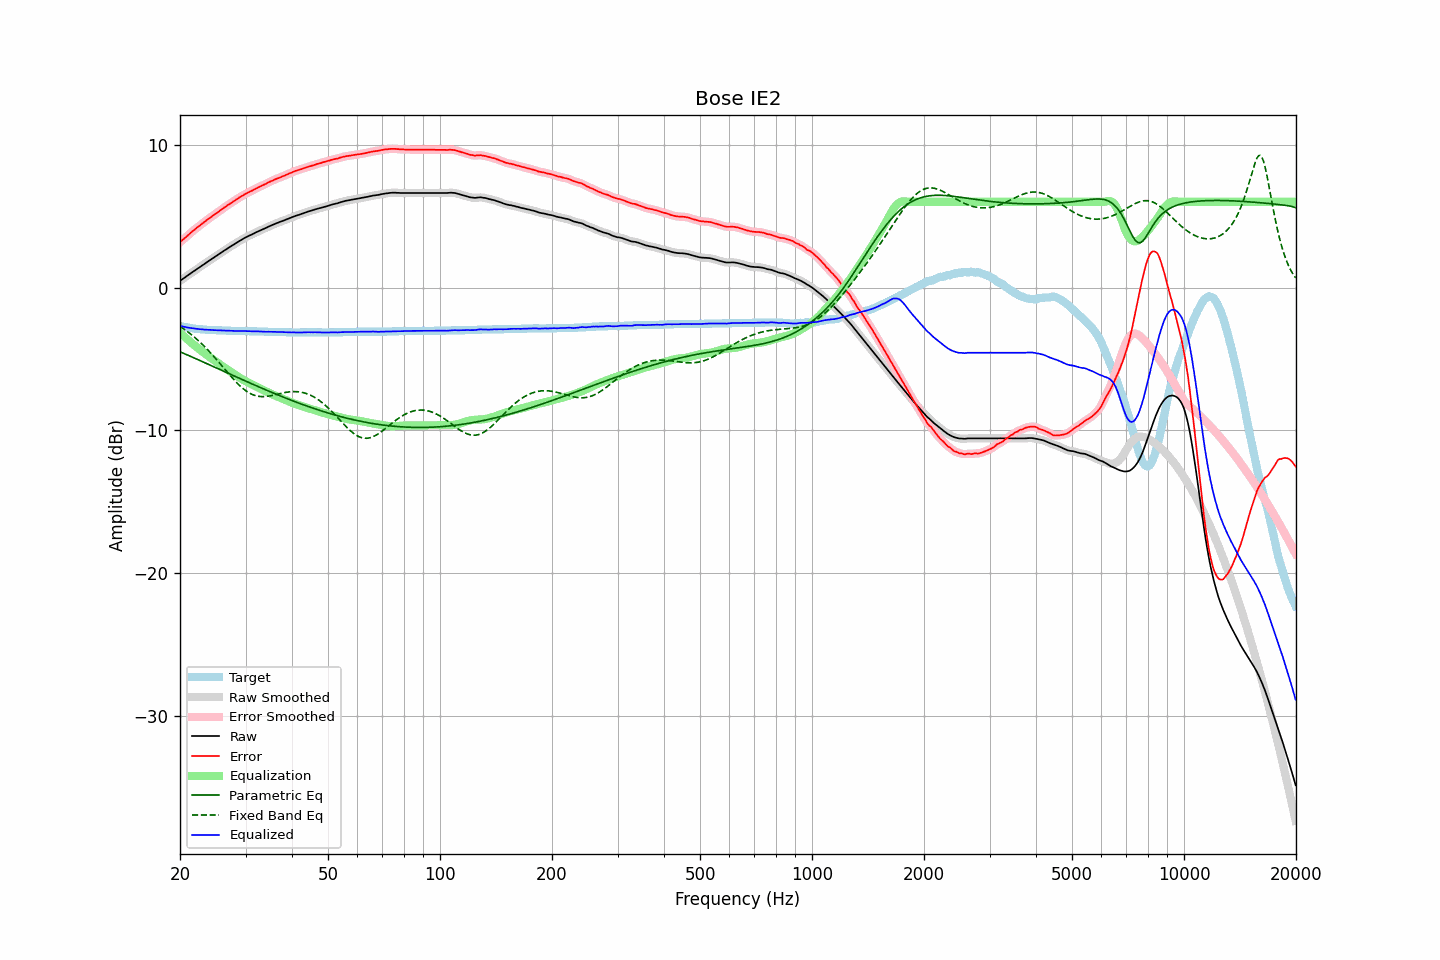 Bose IE2
Amplitude (dBr)
10
0
−10
−20
−30
Target
Raw Smoothed
Error Smoothed
Raw
Error
Equalization
Parametric Eq
Fixed Band Eq
Equalized
20 50 100 200 500 1000 2000 5000 10000 20000
Frequency (Hz)